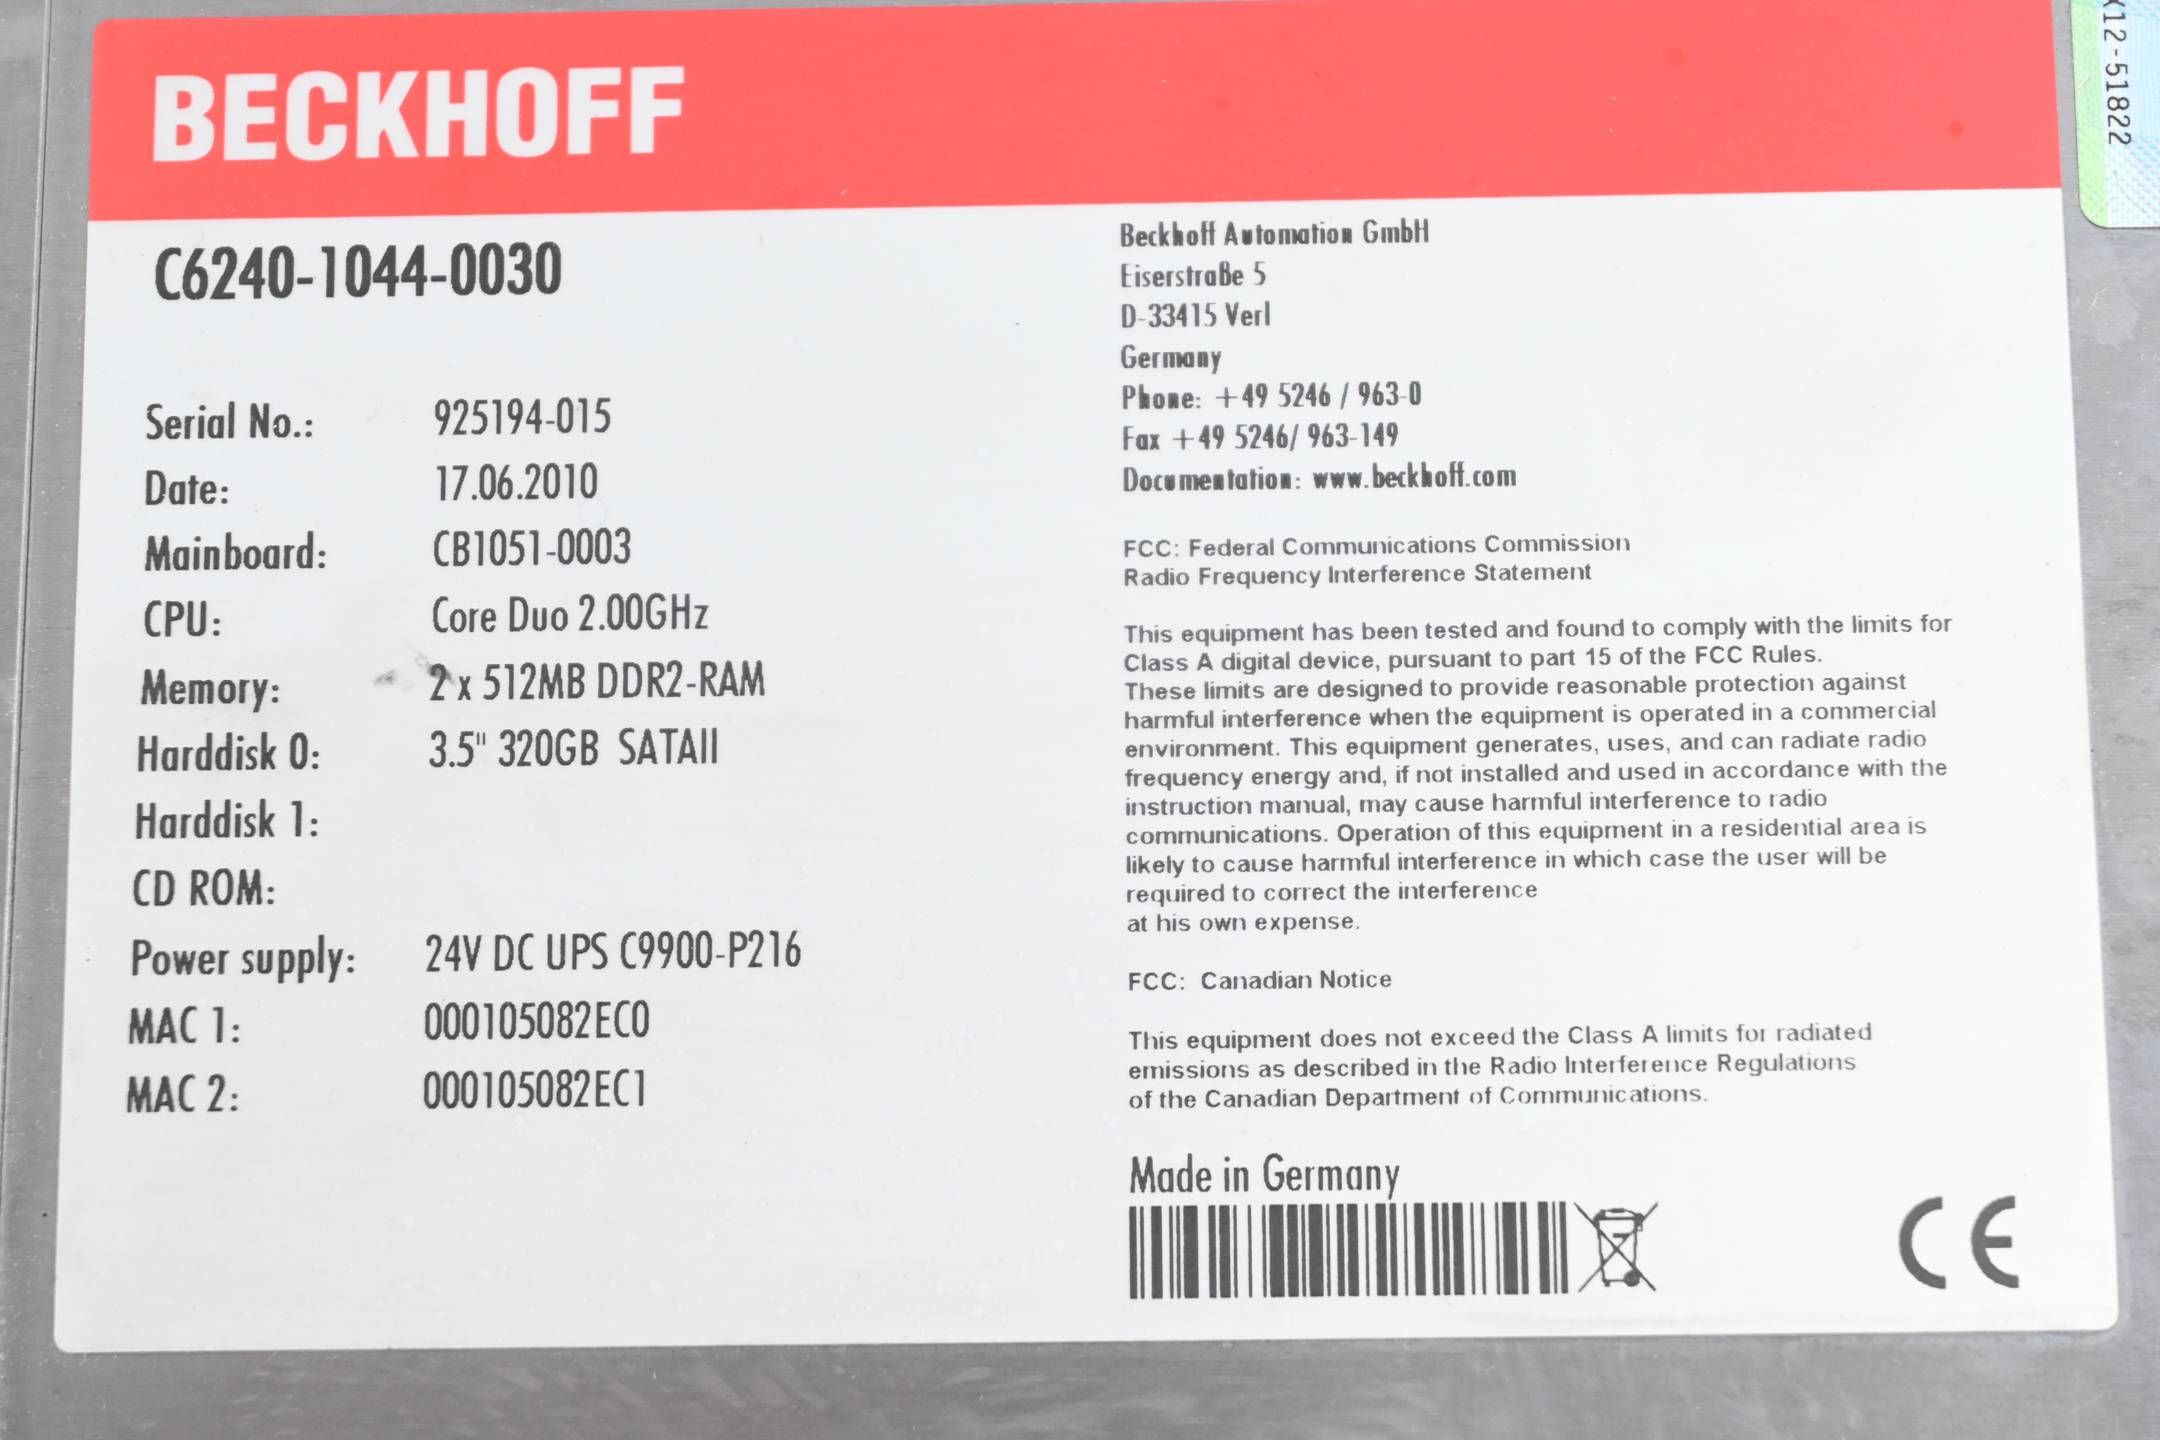 BECKHOFF
C6240-1044-0030
Serial No.: 925194-015
Date: 17.06.2010
Mainboard: CB1051-0003
CPU: Core Duo 2.00GHz
Memory: 2 x 512MB DDR2-RAM
Harddisk 0: 3.5" 320GB SATAII
Harddisk 1:
CD ROM:
Power supply: 24V DC UPS C9900-P216
MAC 1: 000105082EC0
MAC 2: 000105082EC1
Beckhoff Automation GmbH
Eiserstraße 5
D-33415 Verl
Germany
Phone: +49 5246 / 963-0
Fax +49 5246/ 963-149
Documentation: www.beckhoff.com
FCC: Federal Communications Commission
Radio Frequency Interference Statement
This equipment has been tested and found to comply with the limits for
Class A digital device, pursuant to part 15 of the FCC Rules.
These limits are designed to provide reasonable protection against
harmful interference when the equipment is operated in a commercial
environment. This equipment generates, uses, and can radiate radio
frequency energy and, if not installed and used in accordance with the
instruction manual, may cause harmful interference to radio
communications. Operation of this equipment in a residential area is
likely to cause harmful interference in which case the user will be
required to correct the interference
at his own expense.
FCC: Canadian Notice
This equipment does not exceed the Class A limits for radiated
emissions as described in the Radio Interference Regulations
of the Canadian Department of Communications.
Made in Germany
CE
X12-51822